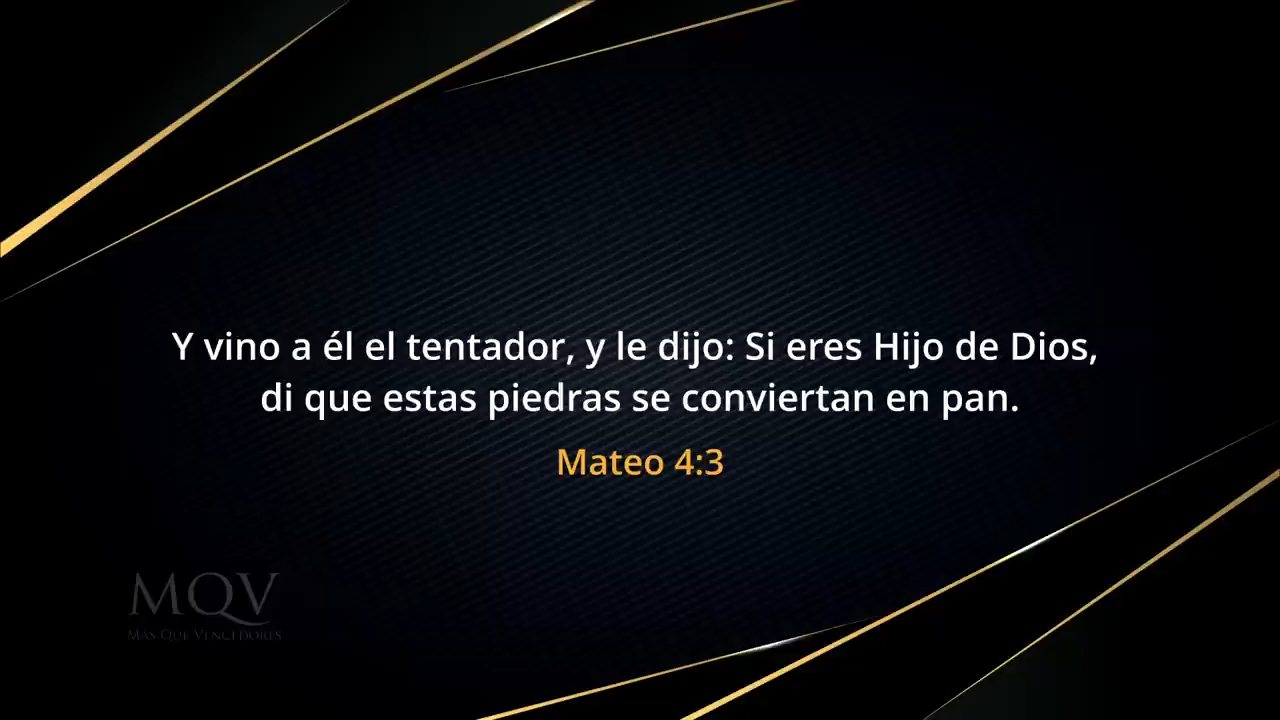 Y vino a él el tentador, y le dijo: Si eres Hijo de Dios,
di que estas piedras se conviertan en pan.
Mateo 4:3
MQV
Más Que Vencedores